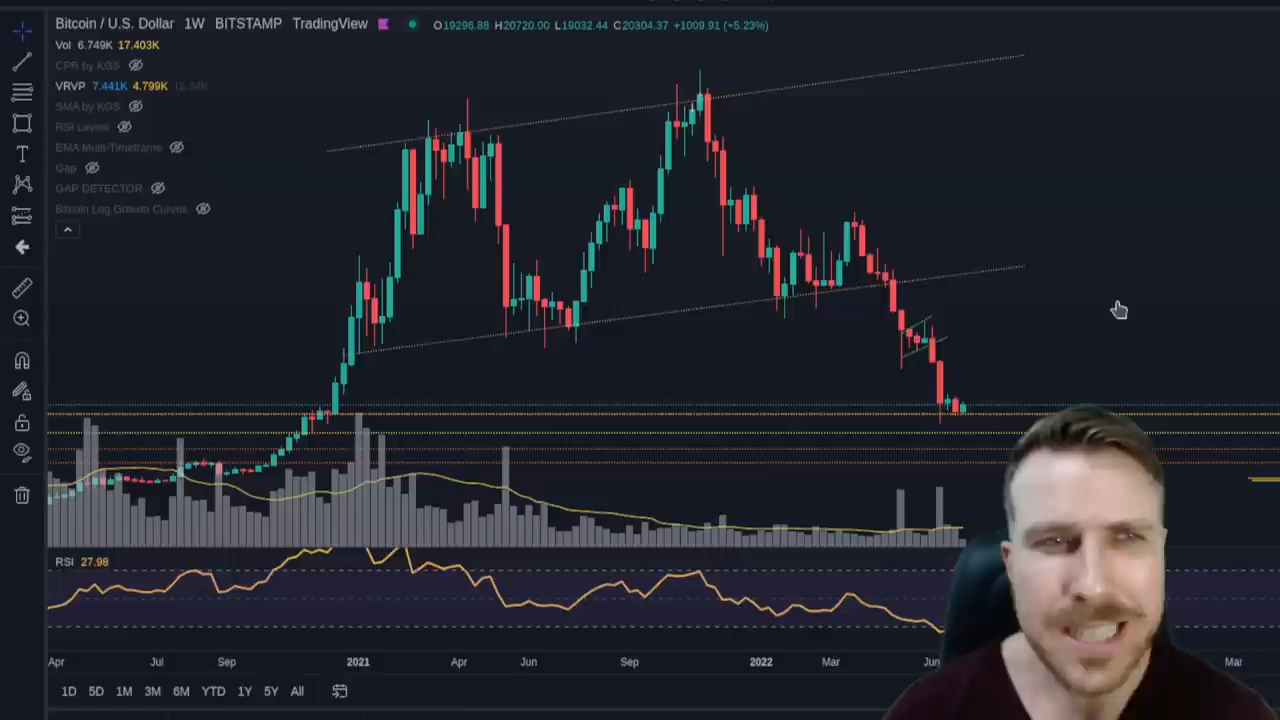 Bitcoin / U.S. Dollar 1W BITSTAMP TradingView O19296.88 H20720.00 L19032.44 C20304.37 +1009.91 (+5.23%)
Vol 6.749K 17.403K
CPR by KGS
VRVP 7.441K 4.799K
SMA by KGS
RSI Levels
EMA Multi-Timeframe
Gap
GAP DETECTOR
Bitcoin Log Growth Curves
RSI 27.98
Apr Jul Sep 2021 Apr Jun Sep 2022 Mar Jun Mar
1D 5D 1M 3M 6M YTD 1Y 5Y All